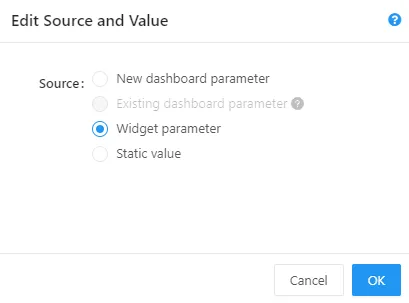 Edit Source and Value
?
Source:
New dashboard parameter
Existing dashboard parameter ?
Widget parameter
Static value
Cancel OK